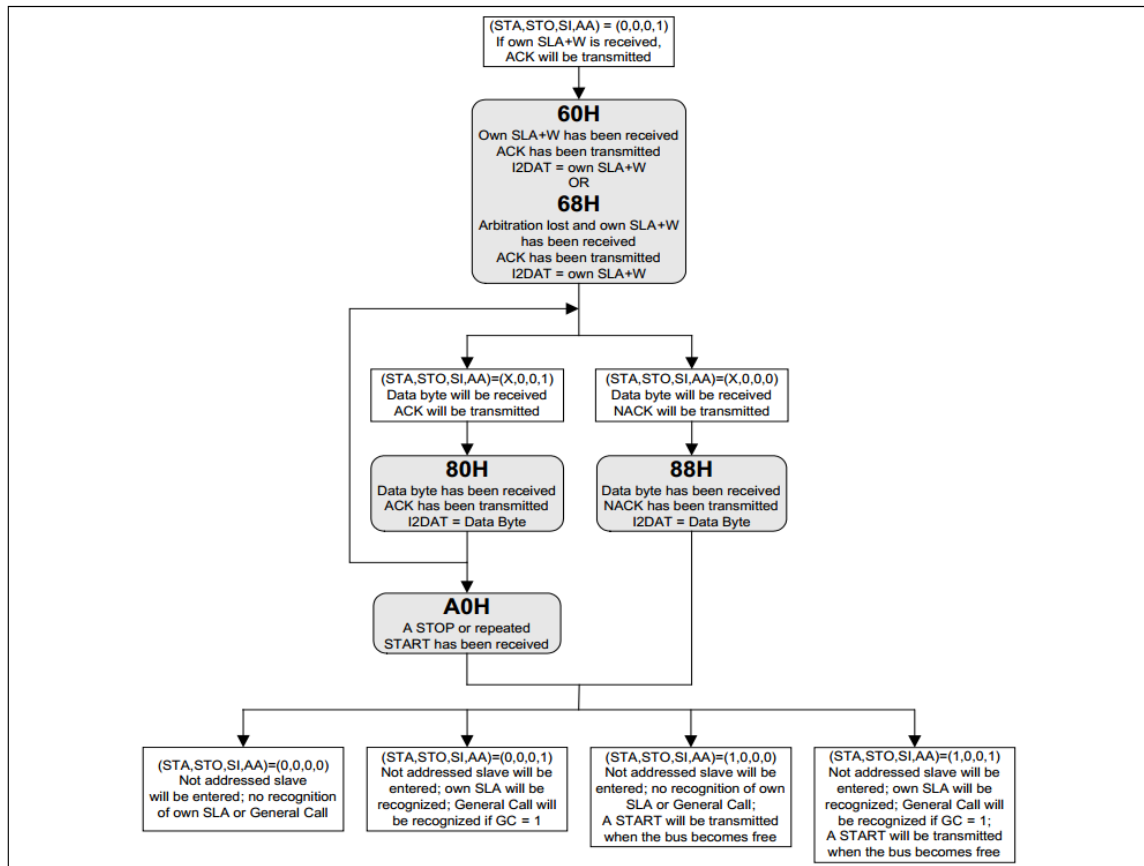 (STA,STO,SI,AA) = (0,0,0,1)
If own SLA+W is received,
ACK will be transmitted
60H
Own SLA+W has been received
ACK has been transmitted
I2DAT = own SLA+W
OR
68H
Arbitration lost and own SLA+W
has been received
ACK has been transmitted
I2DAT = own SLA+W
(STA,STO,SI,AA)=(X,0,0,1)
Data byte will be received
ACK will be transmitted
(STA,STO,SI,AA)=(X,0,0,0)
Data byte will be received
NACK will be transmitted
80H
Data byte has been received
ACK has been transmitted
I2DAT = Data Byte
88H
Data byte has been received
NACK has been transmitted
I2DAT = Data Byte
A0H
A STOP or repeated
START has been received
(STA,STO,SI,AA)=(0,0,0,0)
Not addressed slave
will be entered; no recognition
of own SLA or General Call
(STA,STO,SI,AA)=(0,0,0,1)
Not addressed slave will be
entered; own SLA will be
recognized; General Call will
be recognized if GC = 1
(STA,STO,SI,AA)=(1,0,0,0)
Not addressed slave will be
entered; no recognition of own
SLA or General Call;
A START will be transmitted
when the bus becomes free
(STA,STO,SI,AA)=(1,0,0,1)
Not addressed slave will be
entered; own SLA will be
recognized; General Call will
be recognized if GC = 1;
A START will be transmitted
when the bus becomes free